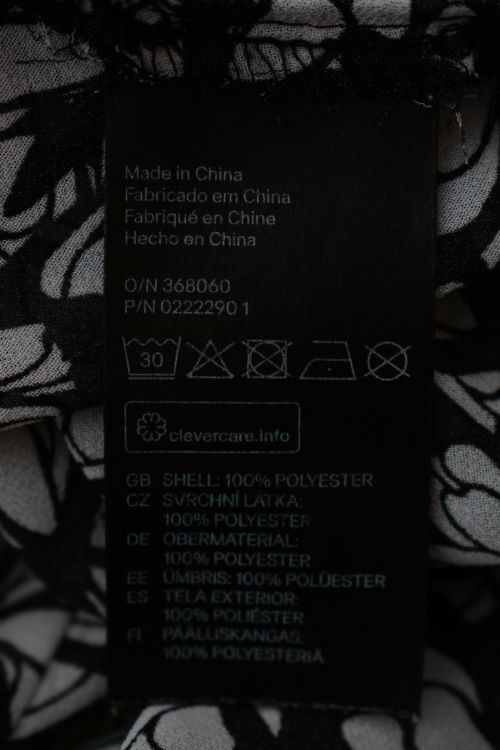 Made in China
Fabricado em China
Fabriqué en Chine
Hecho en China
O/N 368060
P/N 0222290 1
30
clevercare.info
GB SHELL: 100% POLYESTER
CZ SVRCHNÍ LÁTKA:
100% POLYESTER
DE OBERMATERIAL:
100% POLYESTER
EE ÜMBRIS: 100% POLÜESTER
ES TELA EXTERIOR:
100% POLIÉSTER
FI PÄÄLLISKANGAS:
100% POLYESTERIÄ